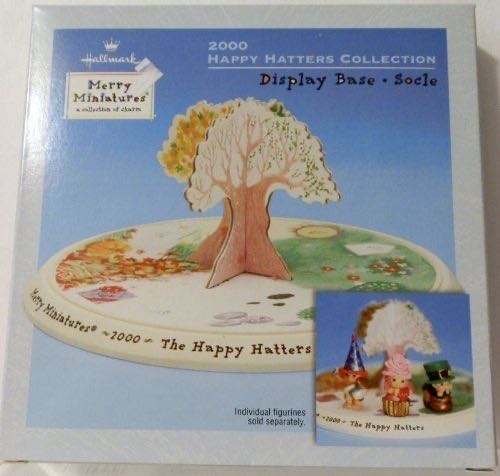 Hallmark
Merry
Miniatures®
a collection of charm
2000
HAPPY HATTERS COLLECTION
Display Base • Socle
Merry Miniatures® ~2000~ The Happy Hatters
Individual figurines
sold separately.
~2000~ The Happy Hatters